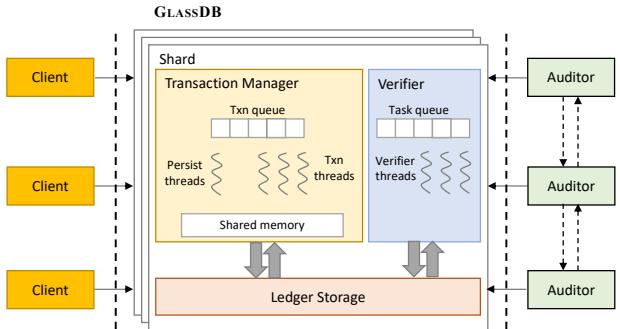 GLASSDB
Shard
Client
Transaction Manager
Verifier
Auditor
Txn queue
Task queue
Persist
threads
Txn
threads
Verifier
threads
Client
Auditor
Shared memory
Client
Ledger Storage
Auditor